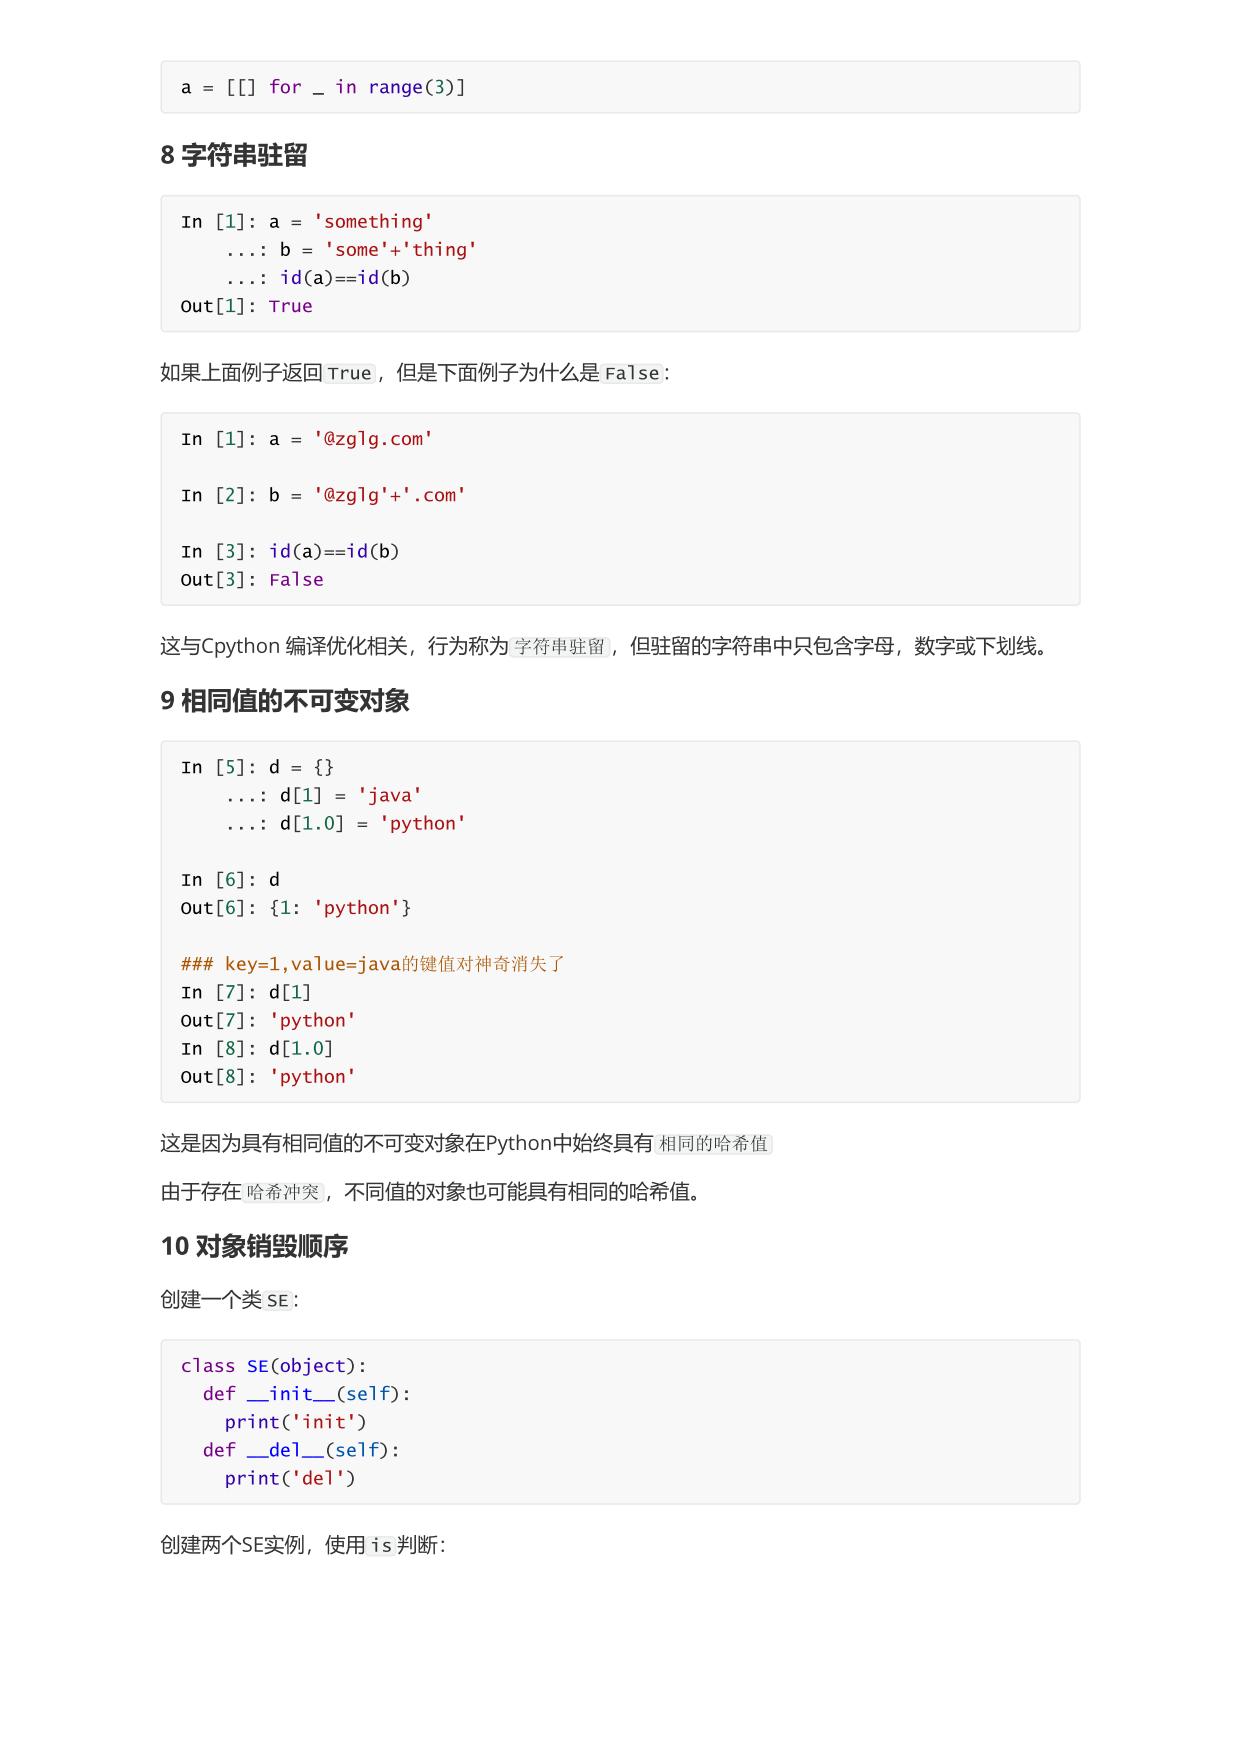 a = [[] for _ in range(3)]
8 字符串驻留
In [1]: a = 'something'
    ...: b = 'some'+'thing'
    ...: id(a)==id(b)
Out[1]: True
如果上面例子返回True，但是下面例子为什么是False：
In [1]: a = '@zglg.com'
In [2]: b = '@zglg'+'.com'
In [3]: id(a)==id(b)
Out[3]: False
这与Cpython 编译优化相关，行为称为字符串驻留，但驻留的字符串中只包含字母，数字或下划线。
9 相同值的不可变对象
In [5]: d = {}
    ...: d[1] = 'java'
    ...: d[1.0] = 'python'
In [6]: d
Out[6]: {1: 'python'}
### key=1,value=java的键值对神奇消失了
In [7]: d[1]
Out[7]: 'python'
In [8]: d[1.0]
Out[8]: 'python'
这是因为具有相同值的不可变对象在Python中始终具有相同的哈希值
由于存在哈希冲突，不同值的对象也可能具有相同的哈希值。
10 对象销毁顺序
创建一个类SE：
class SE(object):
  def __init__(self):
    print('init')
  def __del__(self):
    print('del')
创建两个SE实例，使用is判断：